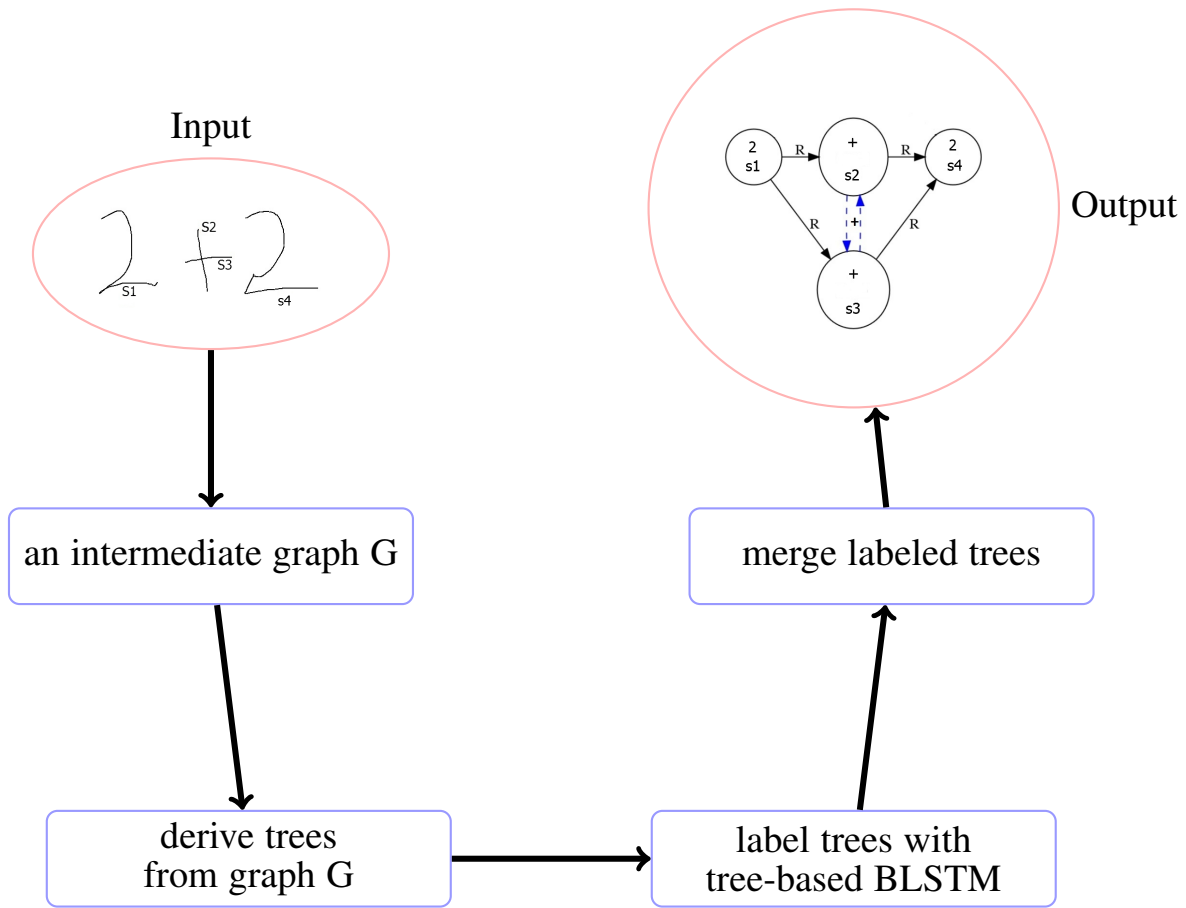 Input
2 + 2
S1
S2
S3
s4
an intermediate graph G
derive trees
from graph G
label trees with
tree-based BLSTM
merge labeled trees
Output
2
s1
R
+
s2
R
2
s4
R
+
R
+
s3